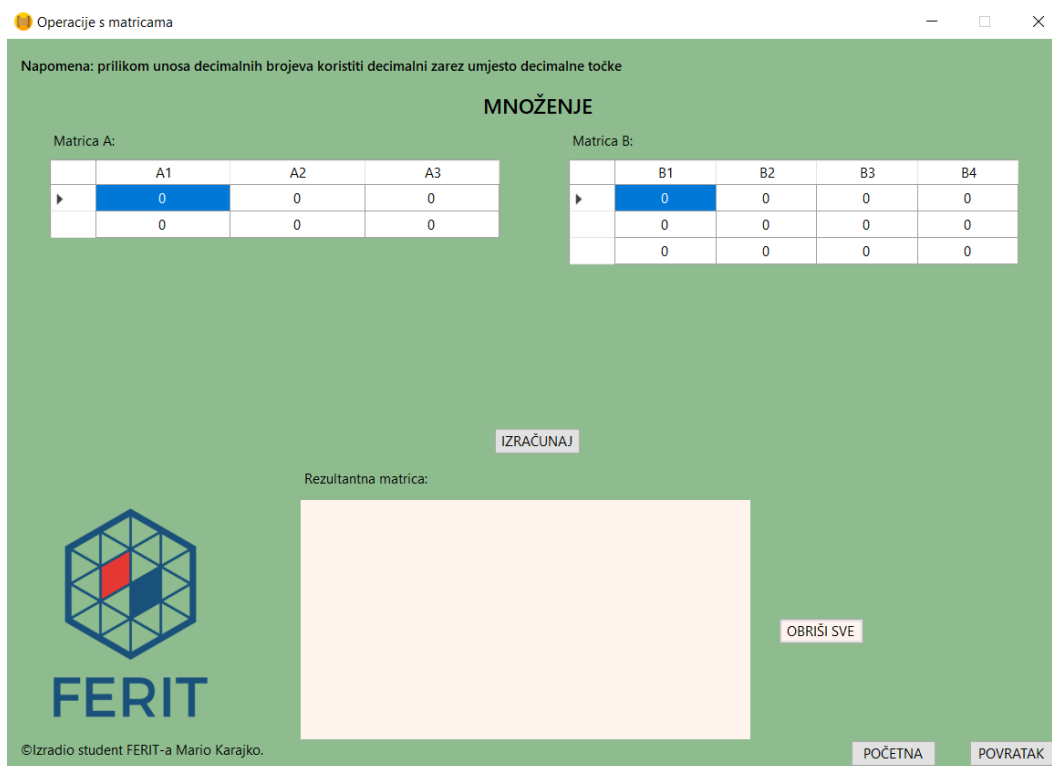 Operacije s matricama
Napomena: prilikom unosa decimalnih brojeva koristiti decimalni zarez umjesto decimalne točke
MNOŽENJE
Matrica A:
A1 A2 A3
0 0 0
0 0 0
Matrica B:
B1 B2 B3 B4
0 0 0 0
0 0 0 0
0 0 0 0
IZRAČUNAJ
Rezultantna matrica:
OBRIŠI SVE
FERIT
©Izradio student FERIT-a Mario Karajko.
POČETNA
POVRATAK